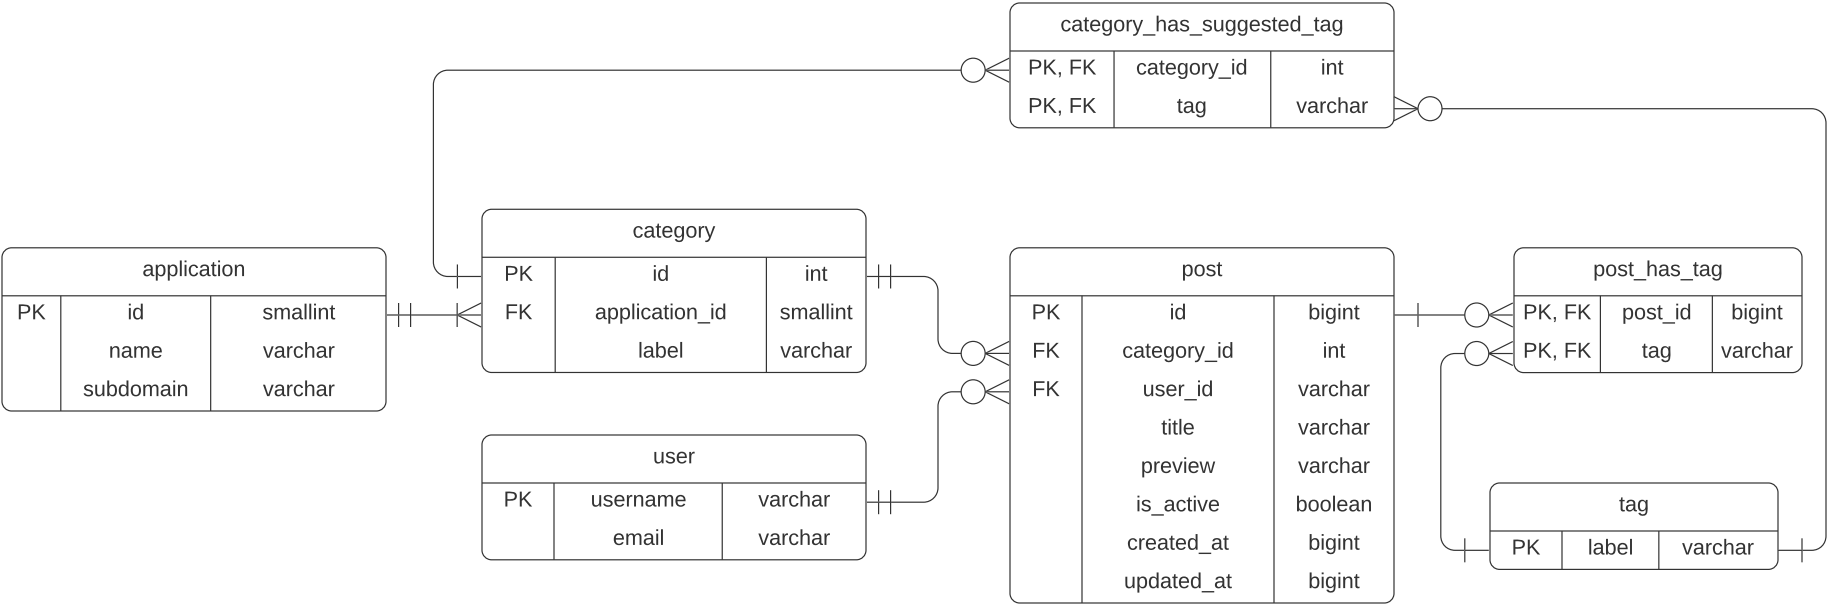 category_has_suggested_tag
PK, FK category_id int
PK, FK tag varchar
category
PK id int
FK application_id smallint
label varchar
application
PK id smallint
name varchar
subdomain varchar
user
PK username varchar
email varchar
post
PK id bigint
FK category_id int
FK user_id varchar
title varchar
preview varchar
is_active boolean
created_at bigint
updated_at bigint
post_has_tag
PK, FK post_id bigint
PK, FK tag varchar
tag
PK label varchar